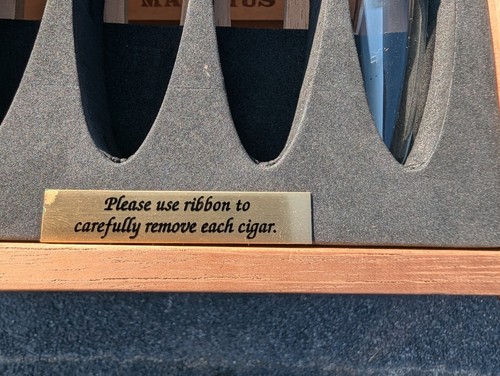 Please use ribbon to
carefully remove each cigar.